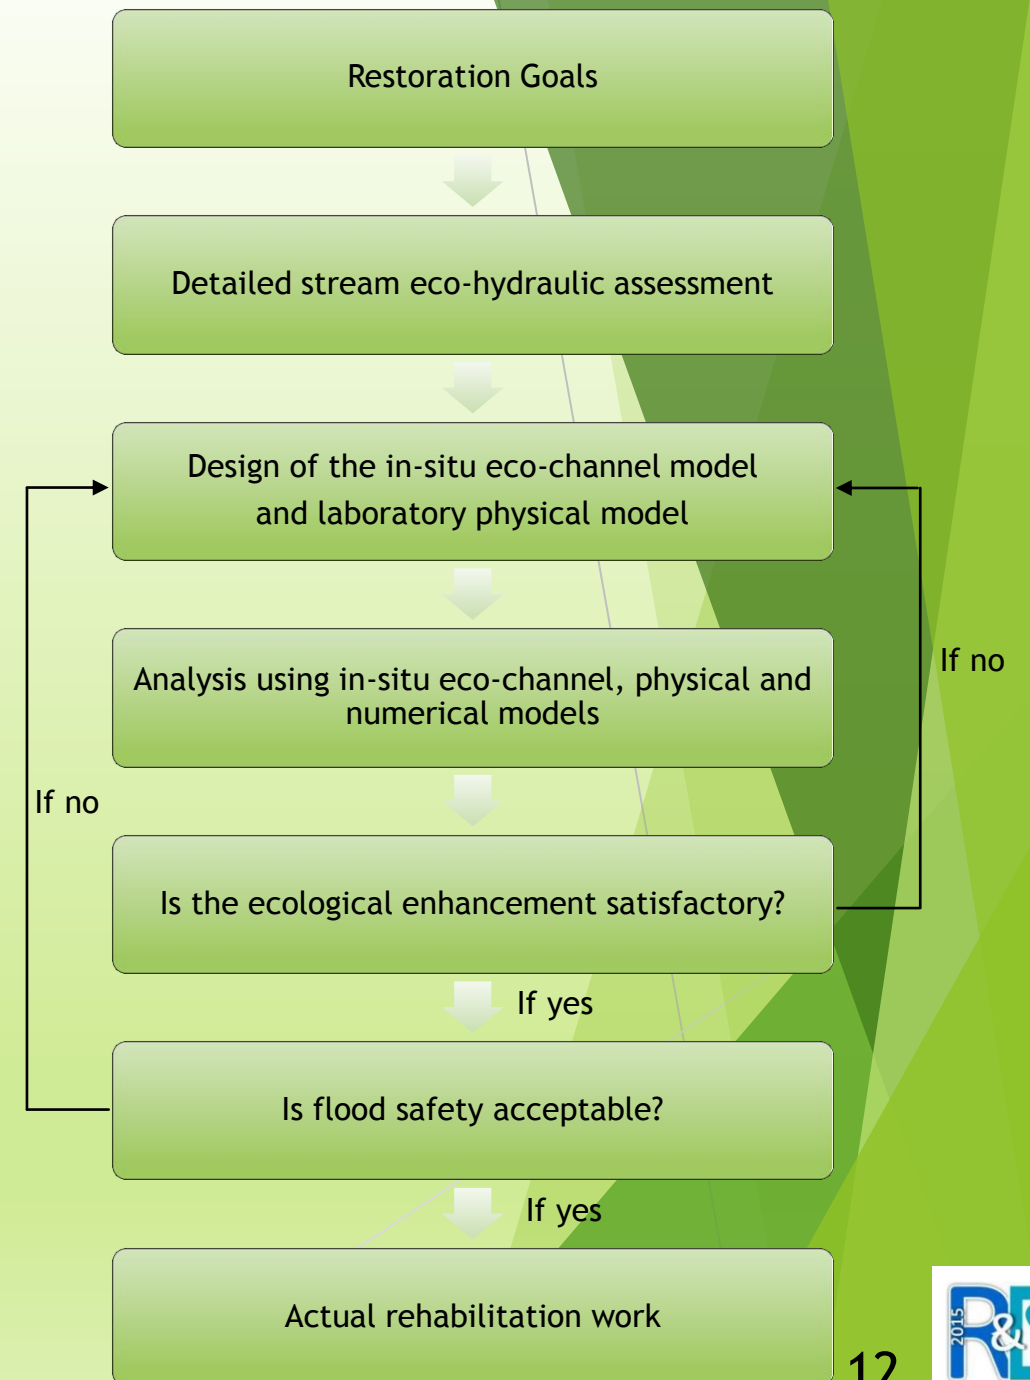 Restoration Goals
Detailed stream eco-hydraulic assessment
Design of the in-situ eco-channel model
and laboratory physical model
If no
Analysis using in-situ eco-channel, physical and
numerical models
If no
Is the ecological enhancement satisfactory?
If yes
Is flood safety acceptable?
If yes
Actual rehabilitation work
12
2015
R&